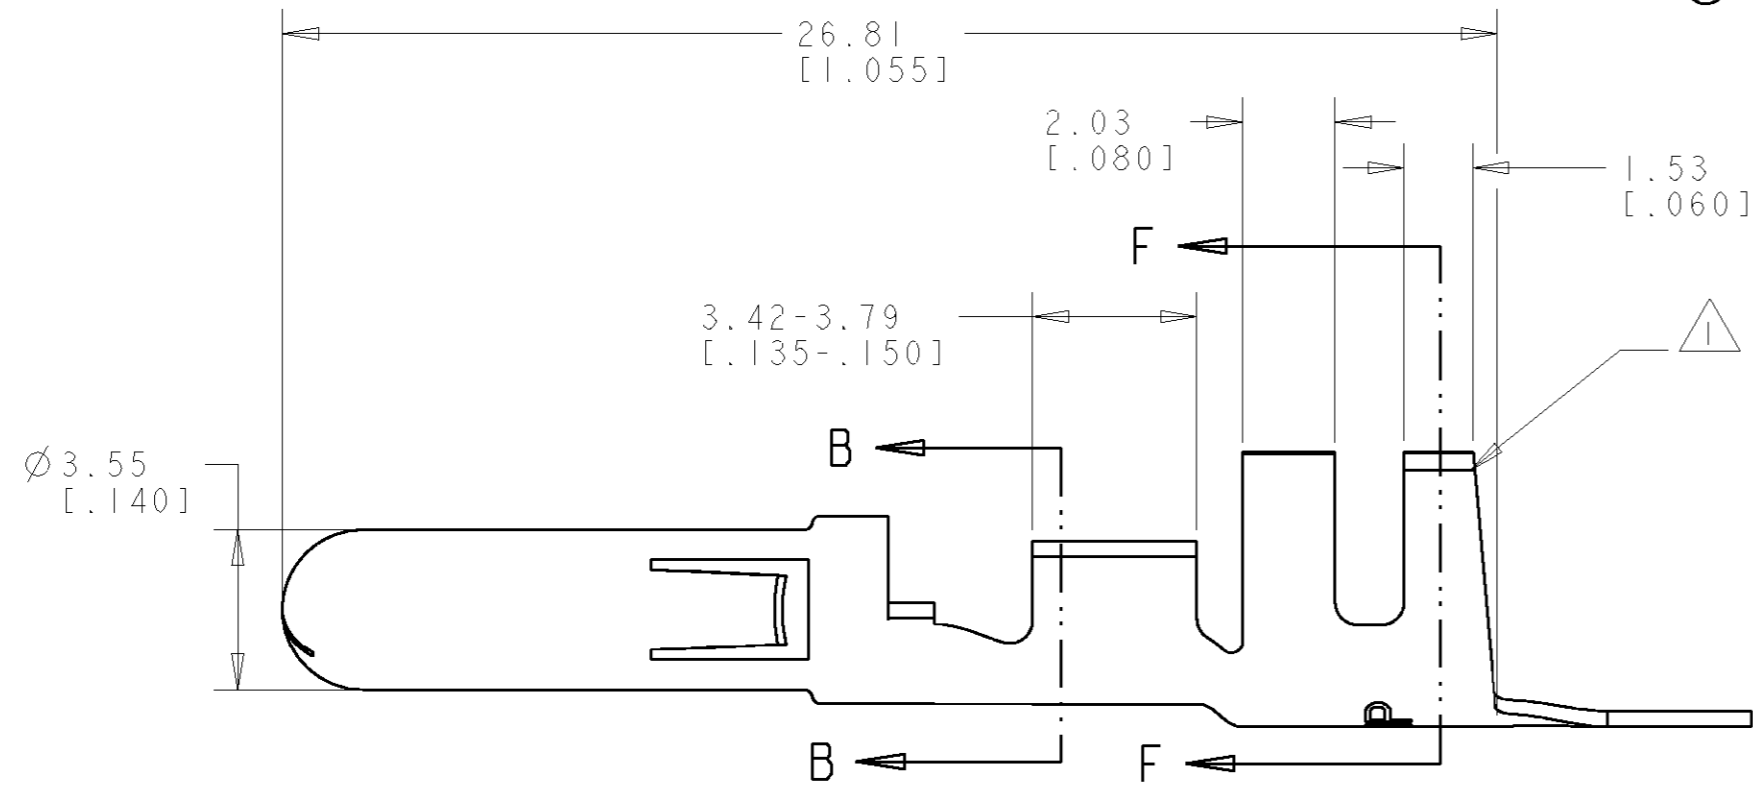 26.81
[1.055]
2.03
[.080]
1.53
[.060]
F
3.42-3.79
[.135-.150]
1
B
Ø3.55
[.140]
B
F